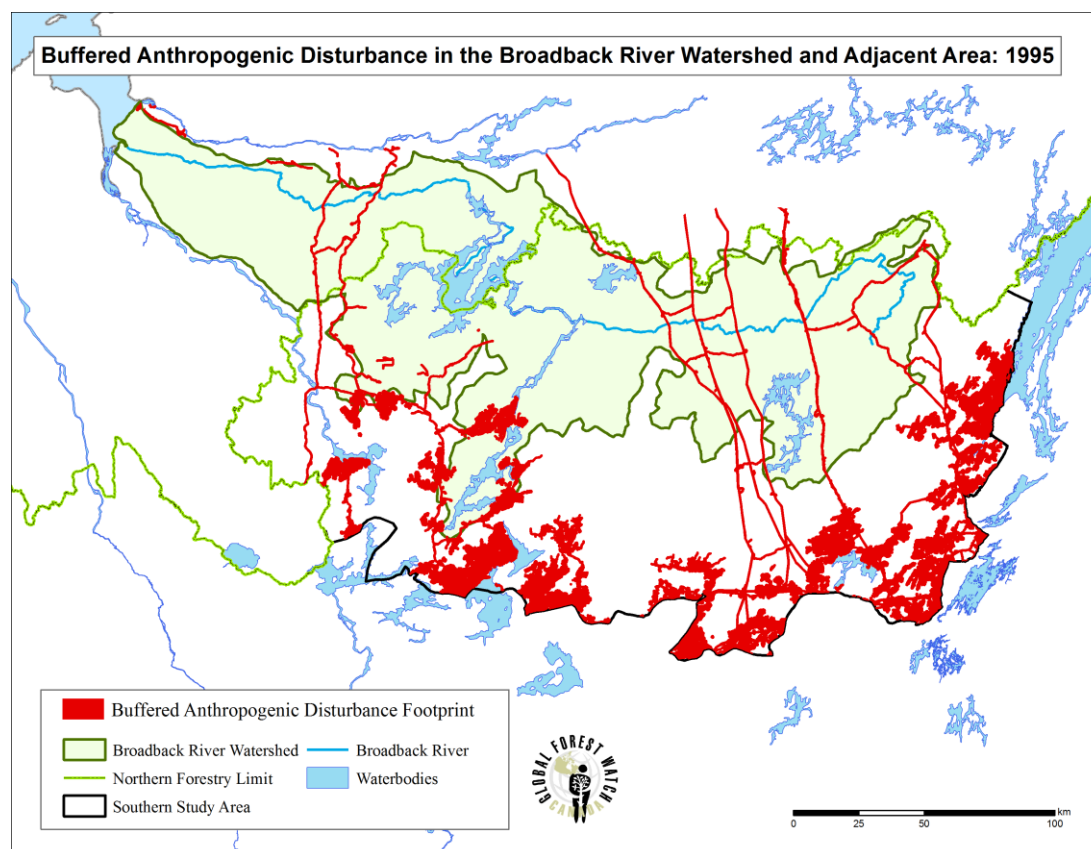 Buffered Anthropogenic Disturbance in the Broadback River Watershed and Adjacent Area: 1995
Buffered Anthropogenic Disturbance Footprint
Broadback River Watershed
Broadback River
Northern Forestry Limit
Waterbodies
Southern Study Area
GLOBAL FOREST WATCH
CANADA
km
0
25
50
100